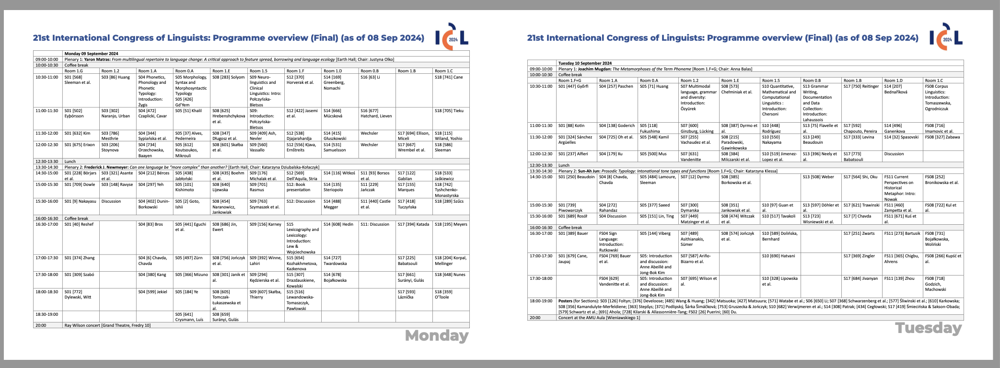 21st International Congress of Linguists: Programme overview (Final) (as of 08 Sep 2024)
ICL 2024
Monday 09 September 2024
09:00-10:00 Plenary 1: Yaron Matras: From multilingual repertoire to language change: A critical approach to feature spread, borrowing and language ecology [Earth Hall; Chair: Justyna Olko]
10:00-10:30 Coffee break
Room 1.G Room 1.2 Room 1.A Room 0.A Room 1.E Room 1.5 Room 1.F Room 1.D Room 0.B Room 1.B Room 1.C
10:30-11:00 S01 [568] Sleeman et al. S03 [86] Huang S04 Phonetics, Phonology and Phonetic Typology: Introduction: Żygis S05 Morphology, Syntax and Morphosyntactic Typology S05 [426] Gd'Yem S08 [283] Solyom S09 Neuro-linguistics and Clinical Linguistics: Intro: Połczyńska-Bletsos S12 [370] Horverak et al. S14 [169] Greenberg, Nomachi S16 [63] Li S18 [741] Cane
11:00-11:30 S01 [502] Eyþórsson S03 [302] Naranjo, Urban S04 [472] Czaplicki, Cavar S05 [51] Khalil S08 [625] Hrebenshchykova et al. S09: Introduction: Połczyńska-Bletsos S12 [422] Jasemi et al. S14 [666] Múcsková S16 [677] Hatchard, Lieven S18 [705] Tieku
11:30-12:00 S01 [632] Kim S03 [786] Mesthrie S04 [344] Sypiańska et al. S05 [37] Alves, Pederneira S08 [347] Długosz et al. S09 [409] Ash, Nevler S12 [538] Djajarahardja S14 [415] Głuszkowski Wechsler S17 [694] Ellison, Miceli S18 [115] Wiland, Yoshio
12:00-12:30 S01 [675] Erixon S03 [206] Stoynova S04 [734] Orzechowska, Baayen S05 [612] Koutsoukos, Mikrouli S08 [601] Skałba et al. S09 [560] Vassallo S12 [556] Kļava, Ernštreits S14 [531] Samuelsson Wechsler S17 [667] Wrembel et al. S18 [586] Sleeman
12:30-13:30 Lunch
13:30-14:30 Plenary 2: Frederick J. Newmeyer: Can one language be “more complex” than another? [Earth Hall; Chair: Katarzyna Dziubalska-Kołaczyk]
14:30-15:00 S01 [228] Börjars et al. S03 [321] Asante et al. S04 [212] Bérces S05 [438] Jabłoński S08 [435] Boehm et al. S09 [176] Michalak et al. S12 [569] Dell'Aquila, Stria S14 [116] Witkoś S11 [93] Borsos et al. S17 [122] Gabilan S18 [533] Jaśkiewicz
15:00-15:30 S01 [709] Dowle S03 [148] Ravyse S04 [297] Yeh S05 [101] Kishimoto S08 [640] Lijewska S09 [701] Rasmus S12: Book presentation S14 [135] Steriopolo S11 [229] Jańczak S17 [155] Marques S18 [742] Tyshchenko-Monastyrska
15:30-16:00 S01 [9] Nakayasu Discussion S04 [402] Dunin-Borkowski S05 [2] Goto, Ishii S08 [454] Naranowicz, Jankowiak S09 [763] Szymaszek et al. S12: Discussion S14 [488] Megger S11 [440] Castle et al. S17 [418] Tuczyńska S18 [289] Szűcs
16:00-16:30 Coffee break
16:30-17:00 S01 [40] Reshef S04 [83] Bros S05 [441] Eguchi et al. S08 [686] Jin, Ewert S09 [156] Karney S15 Lexicography and Lexicology: Introduction: Lew & Wojciechowska S14 [608] Hedin S11: Discussion S17 [394] Katada S18 [195] Meyers
17:00-17:30 S01 [374] Zhang S04 [6] Chavda, Chavda S05 [497] Zürn S08 [756] Jończyk et al. S09 [392] Winne, Lahiri S15 [654] Kozhakhmetova, Kazkenova S14 [727] Twardowska S17 [225] Babatsouli S18 [204] Korpal, Mellinger
17:30-18:00 S01 [309] Szabó S04 [380] Kang S05 [366] Mizuno S08 [301] Janik et al. S09 [294] Kędzierska et al. S15 [307] Drazdauskiene, Kowalski S14 [678] Bojałkowska S17 [661] Surányi, Gulás S18 [648] Nunes
18:00-18:30 S01 [772] Dylewski, Witt S04 [599] Jekiel S05 [184] Ye S08 [605] Tomczak-Łukaszewska et al. S09 [607] Skałba, Thierry S15 [516] Lewandowska-Tomaszczyk, Pawłowski S17 [593] Láznička S18 [359] O'Toole
18:30-19:00 S05 [641] Crysmann, Luís S08 [659] Surányi, Gulás
20:00 Ray Wilson concert [Grand Theatre, Fredry 10]
Monday
21st International Congress of Linguists: Programme overview (Final) (as of 08 Sep 2024)
ICL 2024
Tuesday 10 September 2024
09:00-10:00 Plenary 1: Joachim Mugdan: The Metamorphoses of the Term Phoneme [Room 1.F+G; Chair: Anna Balas]
10:00-10:30 Coffee break
Room 1.F+G Room 1.A Room 0.A Room 1.2 Room 1.E Room 1.5 Room 0.B Room 1.B Room 1.D Room 1.C
10:30-11:00 S01 [447] Győrfi S04 [257] Paschen S05 [71] Huang S07 Multimodal language, grammar and diversity: Introduction: Özyürek S08 [573] Chełminiak et al. S10 Quantitative, Mathematical and Computational Linguistics : Introduction: Chersoni S13 Grammar Writing, Documentation and Data Collection: Introduction: Lahaussois S17 [750] Reitinger S14 [207] Bednaříková FS08 Corpus Linguistics: Introduction: Tomaszewska, Ogrodniczuk
11:00-11:30 S01 [88] Kotin S04 [138] Goderich S05 [118] Fukushima S07 [600] Ginzburg, Lücking S08 [387] Dyrmo et al. S10 [448] Rodríguez S13 [75] Flavelle et al. S17 [592] Chapouto, Pereira S14 [496] Ganenkova FS08 [716] Imamovic et al.
11:30-12:00 S01 [324] Sánchez Argüelles S04 [725] Oh et al. S05 [548] Kamil S07 [255] Vachaudez et al. S08 [215] Paradowski, Gawinkowska S10 [550] Nakayama S13 [249] Beaudouin S17 [333] Levina S14 [32] Spasovski FS08 [327] Zabawa
12:00-12:30 S01 [237] Alfieri S04 [179] Xu S05 [500] Mus S07 [631] Vandenitte S08 [384] Milczarski et al. S10 [519] Jimenez-Lopez et al. S13 [396] Neely et al. S17 [773] Babatsouli Discussion
12:30-13:30 Lunch
13:30-14:30 Plenary 2: Sun-Ah Jun: Prosodic Typology: Intonational tone types and functions [Room 1.F+G; Chair: Katarzyna Klessa]
14:30-15:00 S01 [250] Beaudoin S04 [8] Chavda, Chavda S05 [484] Lamoure, Sleeman S07 [12] Dyrmo S08 [385] Borkowska et al. S13 [508] Weber S17 [564] Shi, Oku FS11 Current Perspectives on Historical Metaphor: Intro: Nowak FS08 [252] Bronikowska et al.
15:00-15:30 S01 [739] Piwowarczyk S04 [272] Rahandaz S05 [377] Saeed S07 [300] Dymarska S08 [351] Jankowiak et al. S10 [97] Guan et al. S13 [597] Döhler et al. S17 [621] Trawinski FS11 [460] Zampetta et al. FS08 [722] Kul et al.
15:30-16:00 S01 [689] Rosół S04 Discussion S05 [151] Lin, Ting S07 [449] Matzinger et al. S08 [474] Witczak et al. S10 [517] Tavakoli S13 [723] Wisniewski et al. S17 [7] Chavda FS11 [671] Kuś et al.
16:00-16:30 Coffee break
16:30-17:00 S01 [389] Bauer FS04 Sign Language: Introduction: Rutkowski S05 [144] Viberg S07 [489] Asithianakis, Sümer S08 [574] Jończyk et al. S10 [589] Dolińska, Bernhard S17 [251] Zwarts FS11 [273] Bartusik FS08 [731] Bojałkowska, Woliński
17:00-17:30 S01 [679] Cane, Jaupaj FS04 [769] Bauer et al. S05: Introduction and discussion: Anne Abeillé and Jong-Bok Kim S07 [587] Ariño-Bizarro et al. S10 [690] Hatvani S17 [369] Zingler FS11 [365] Chigbu, Ahrens FS08 [266] Kupść et al.
17:30-18:00 FS04 [629] Vandenitte et al. S05: Introduction and discussion: Anne Abeillé and Jong-Bok Kim S07 [695] Wilson et al. S10 [328] Lipowska et al. S17 [684] Jivanyan FS11 [139] Zhou FS08 [718] Godzich, Machowski
18:00-19:00 Posters (for Sections): S03 [126] Foltyn; [376] Develoose; [485] Wang & Huang; [342] Matsuoka; [427] Matsuura; [571] Watabe et al.; S06 [650] Li; S07 [368] Schwarzenberg et al.; [577] Śliwinski et al.; [610] Karkowska;
S08 [356] Kamandulyte-Merfeldiene; [363] Stepšys; [371] Podlipský, Šárka Šimáčková; [753] Gruszecka & Jończyk; S10 [682] Verwijmeren et al.; S14 [308] Patrak; [434] Cegłowski; S17 [419] Śmiecińska & Sakson-Obada;
[579] Schwartz et al.; [691] Ahola; [728] Kilarski & Allassonnière-Tang; FS02 [26] Puerini; [60] Du.
20:00 Concert at the AMU Aula [Wieniawskiego 1]
Tuesday